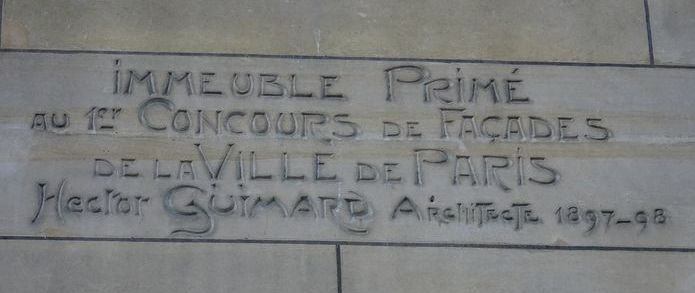 IMMEUBLE PRIMÉ
AU 1er CONCOURS DE FAÇADES
DE LA VILLE DE PARIS
Hector GUIMARD ARCHITECTE 1897-98